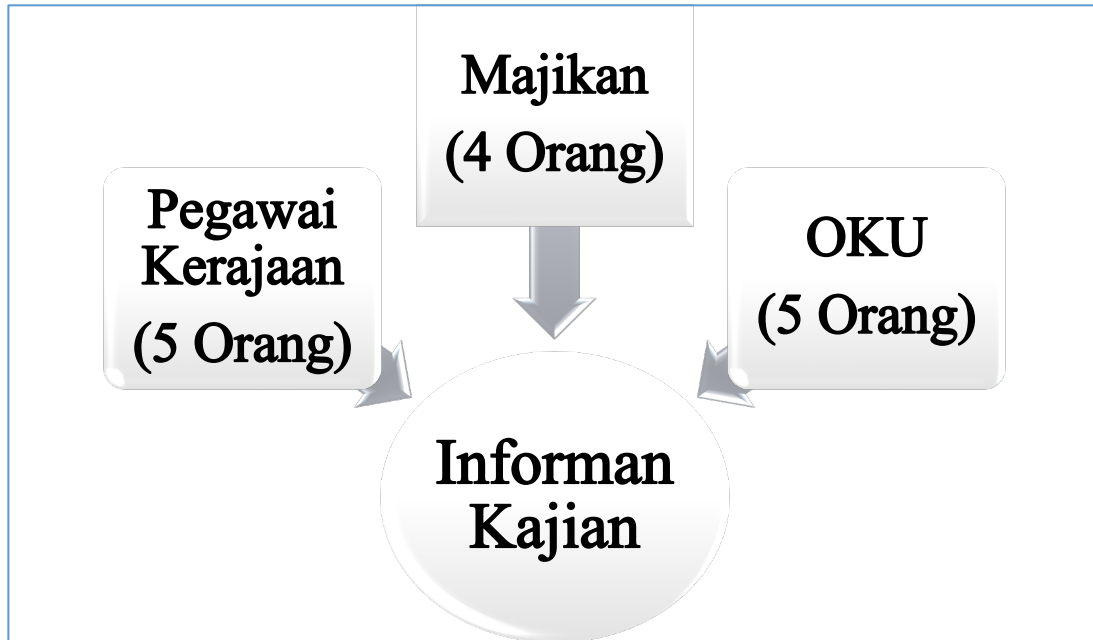 Majikan
(4 Orang)
Pegawai
Kerajaan
(5 Orang)
OKU
(5 Orang)
Informan
Kajian